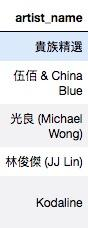 artist_name
貴族精選
伍佰 & China
Blue
光良 (Michael
Wong)
林俊傑 (JJ Lin)
Kodaline